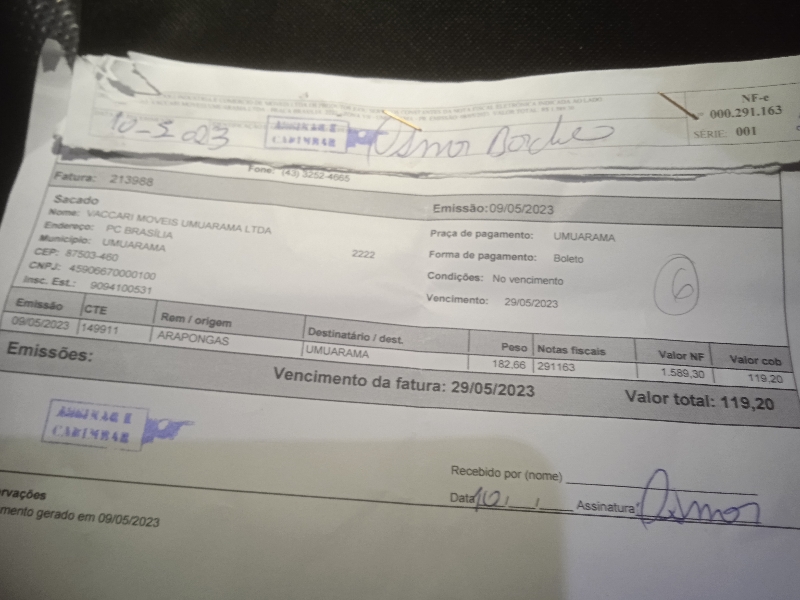 NF-e
000.291.163
SÉRIE: 001
10-5-2023
ASSINAR E
CARIMBAR
Osmar
Fone: (43) 3252-4665
Fatura: 213988
Emissão:09/05/2023
Sacado
Nome: VACCARI MOVEIS UMUARAMA LTDA
Endereço: PC BRASÍLIA 2222
Município: UMUARAMA
CEP: 87503-460
CNPJ: 45906670000100
Insc. Est.: 9094100531
Praça de pagamento: UMUARAMA
Forma de pagamento: Boleto
Condições: No vencimento
Vencimento: 29/05/2023
6
Emissão CTE Rem / origem Destinatário / dest. Peso Notas fiscais Valor NF Valor cob
09/05/2023 149911 ARAPONGAS UMUARAMA 182,66 291163 1.589,30 119,20
Emissões: Vencimento da fatura: 29/05/2023 Valor total: 119,20
ASSINAR E
CARIMBAR
Recebido por (nome)
Data 10/ / Assinatura: Osmar
rvações
mento gerado em 09/05/2023